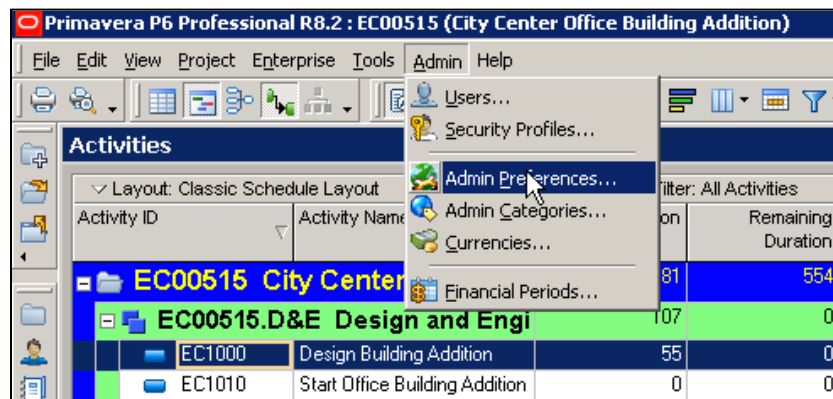 Primavera P6 Professional R8.2 : EC00515 (City Center Office Building Addition)
File Edit View Project Enterprise Tools Admin Help
Users...
Security Profiles...
Activities
Admin Preferences...
Layout: Classic Schedule Layout
Filter: All Activities
Admin Categories...
Activity ID Activity Name on Remaining Duration
Currencies...
EC00515 City Center 81 554
Financial Periods...
EC00515.D&E Design and Engi 107 0
EC1000 Design Building Addition 55 0
EC1010 Start Office Building Addition 0 0